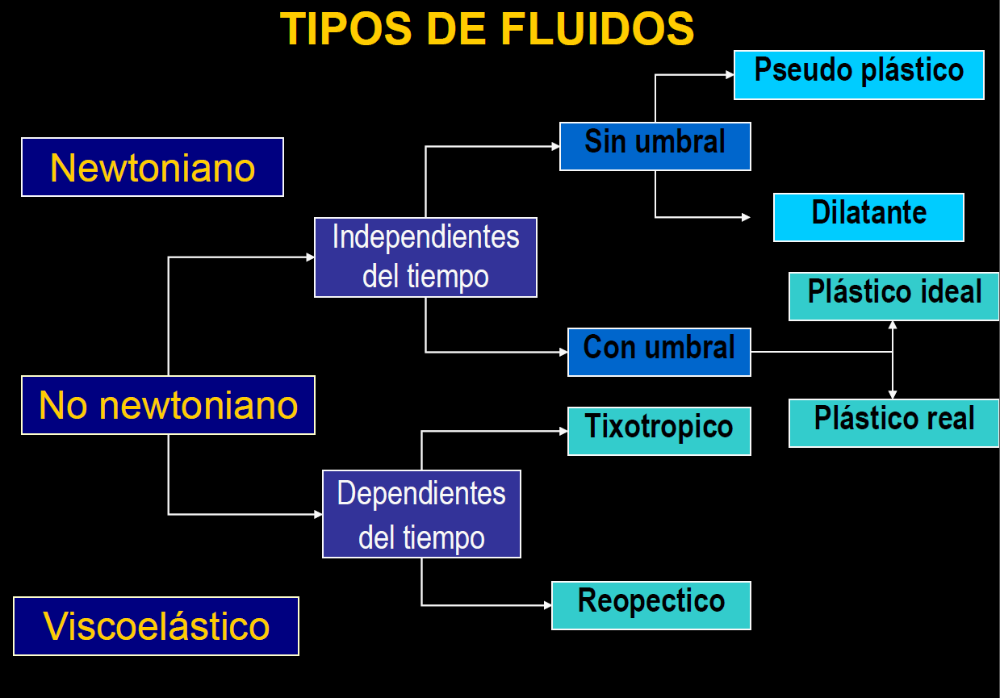 TIPOS DE FLUIDOS
Pseudo plástico
Sin umbral
Newtoniano
Dilatante
Independientes
del tiempo
Plástico ideal
Con umbral
No newtoniano
Plástico real
Tixotropico
Dependientes
del tiempo
Reopectico
Viscoelástico